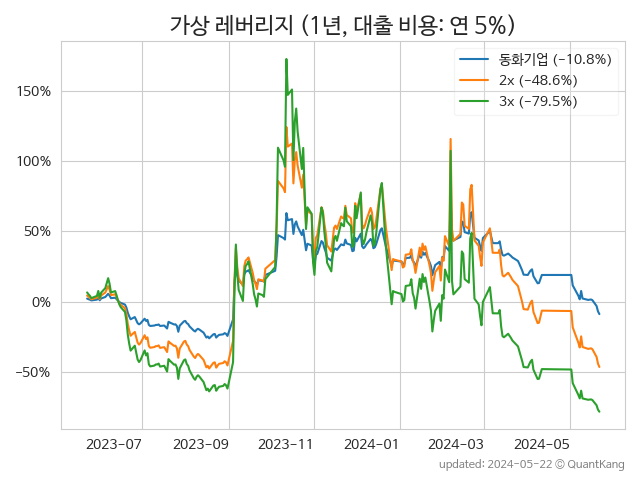 가상 레버리지 (1년, 대출 비용: 연 5%)
동화기업 (-10.8%)
2x (-48.6%)
3x (-79.5%)
150%
100%
50%
0%
-50%
2023-07 2023-09 2023-11 2024-01 2024-03 2024-05
updated: 2024-05-22 © QuantKang